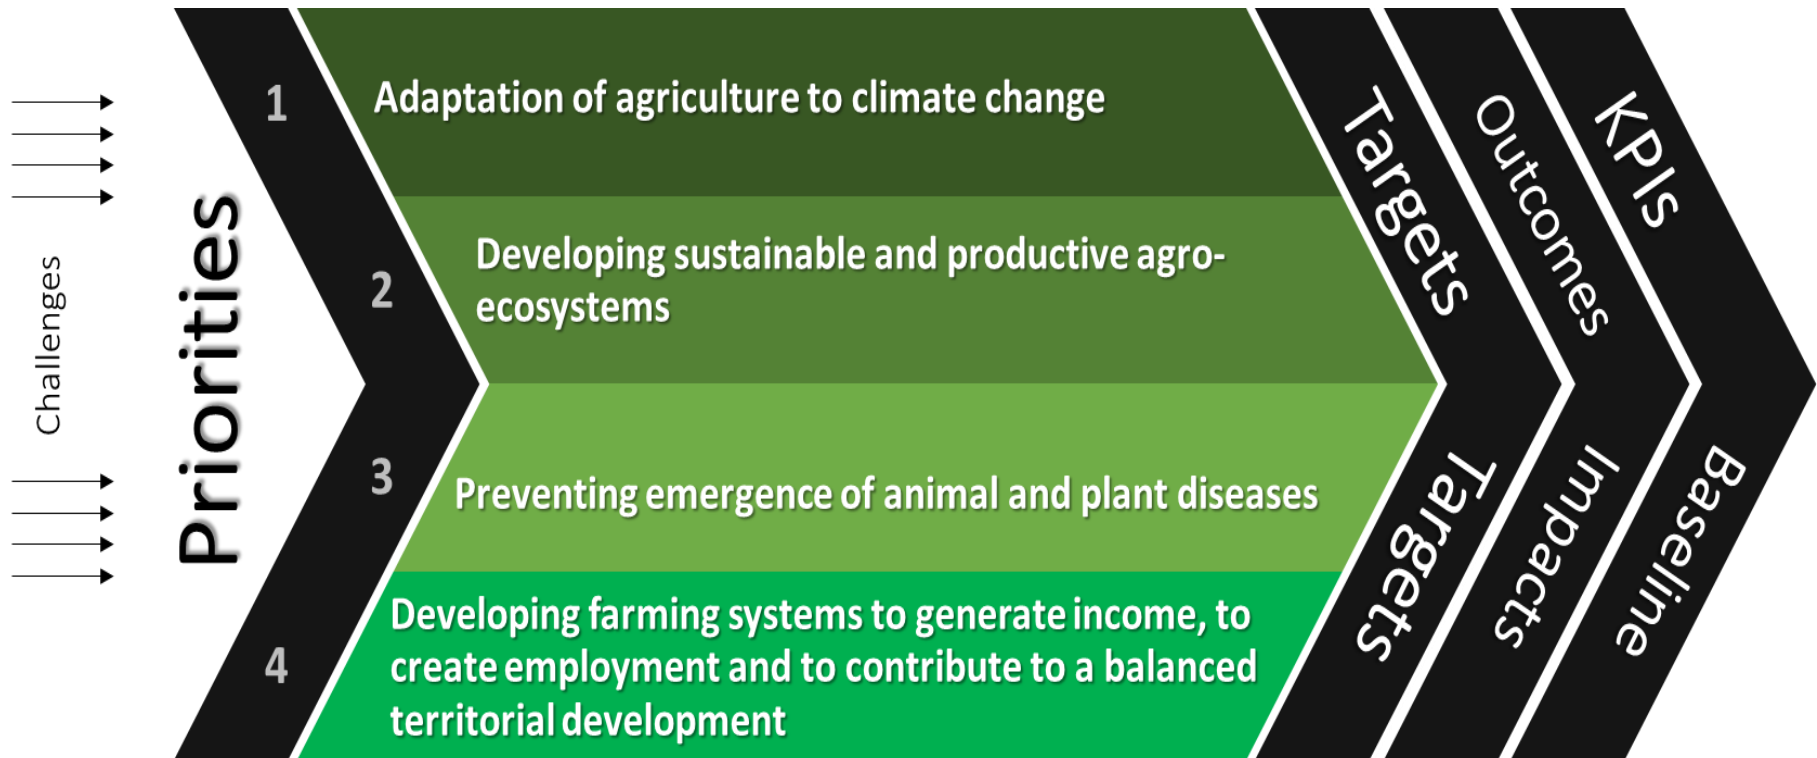 Challenges
Priorities
1
Adaptation of agriculture to climate change
2
Developing sustainable and productive agro-
ecosystems
3
Preventing emergence of animal and plant diseases
4
Developing farming systems to generate income, to
create employment and to contribute to a balanced
territorial development
Targets
Targets
Outcomes
Impacts
KPIs
Baseline